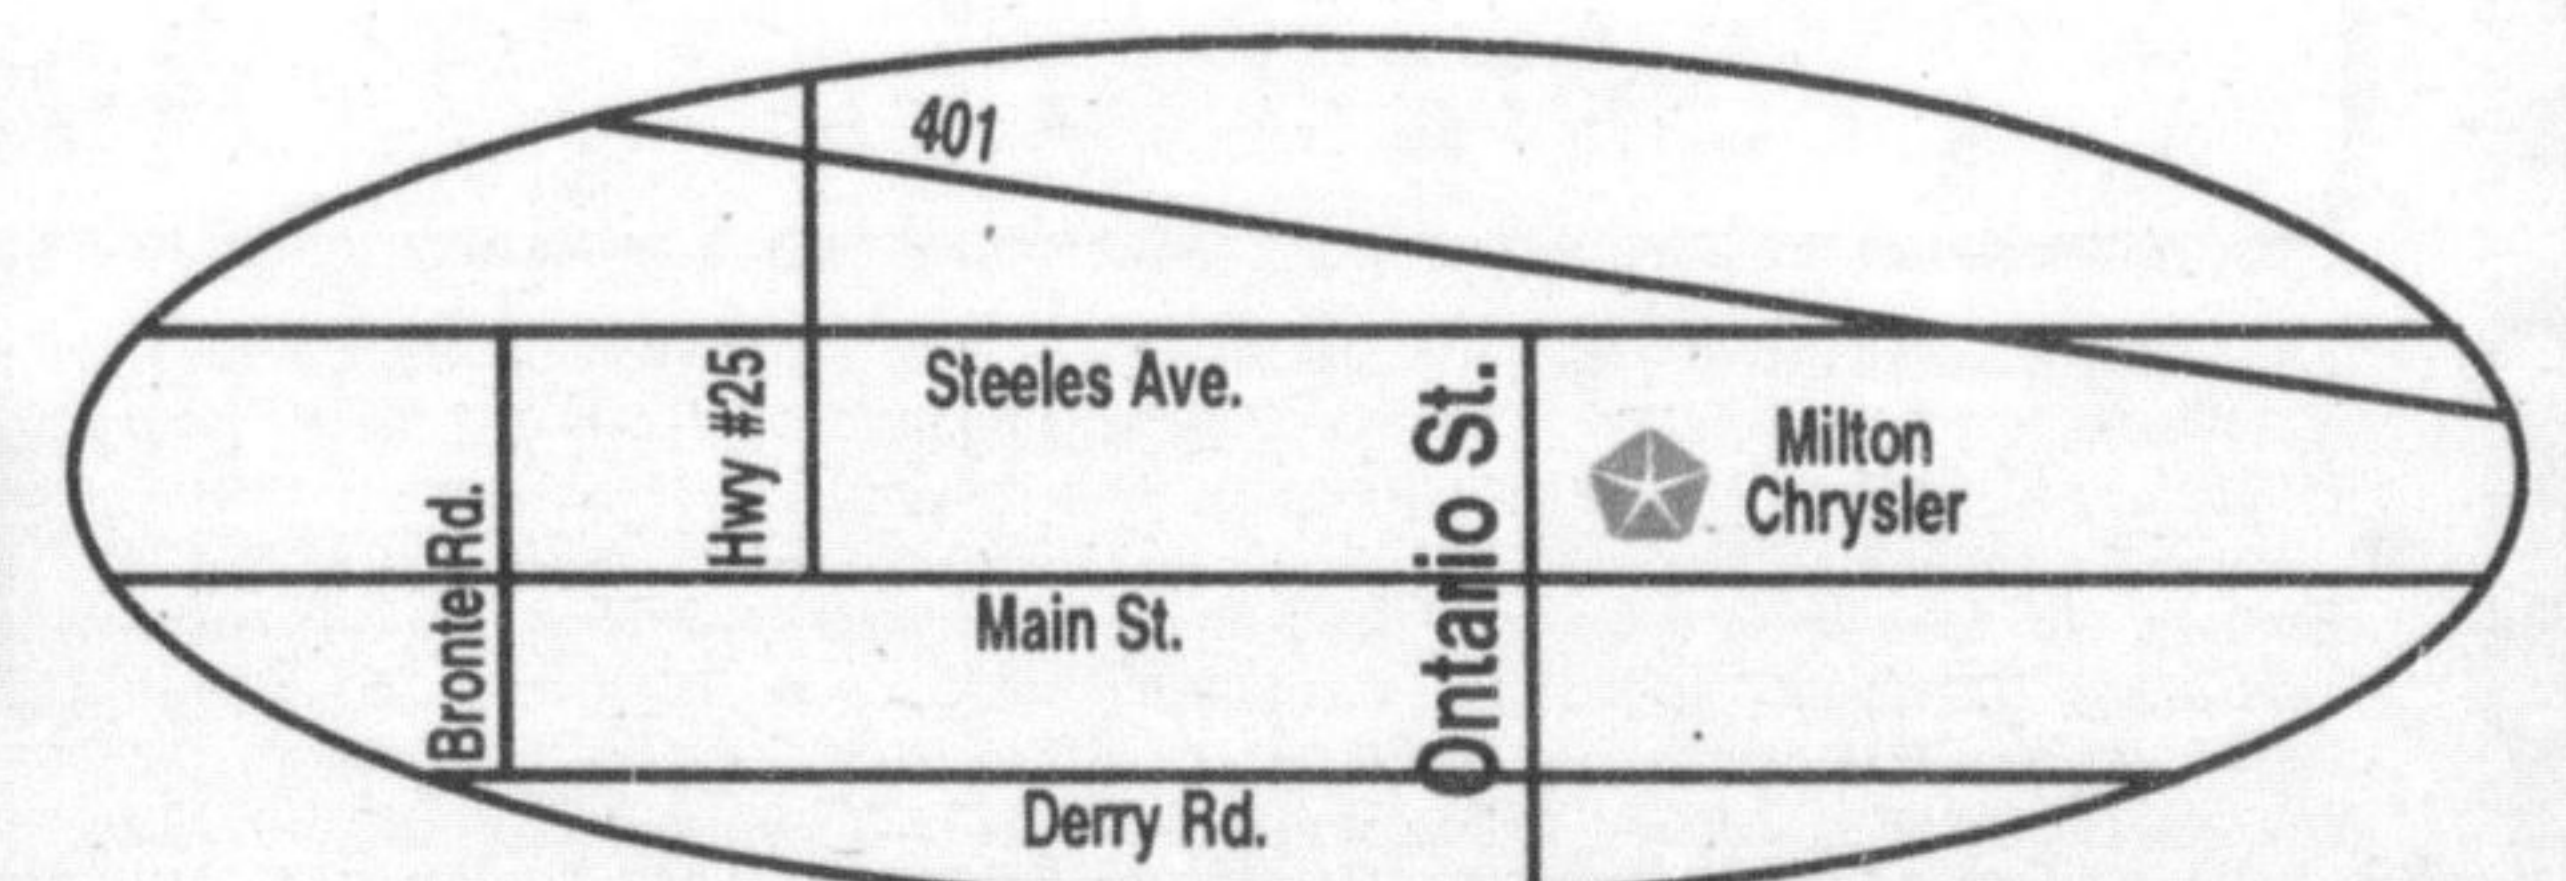 401
Steeles Ave.
Hwy #25
Ontario St.
Milton
Chrysler
Bronte Rd.
Main St.
Derry Rd.